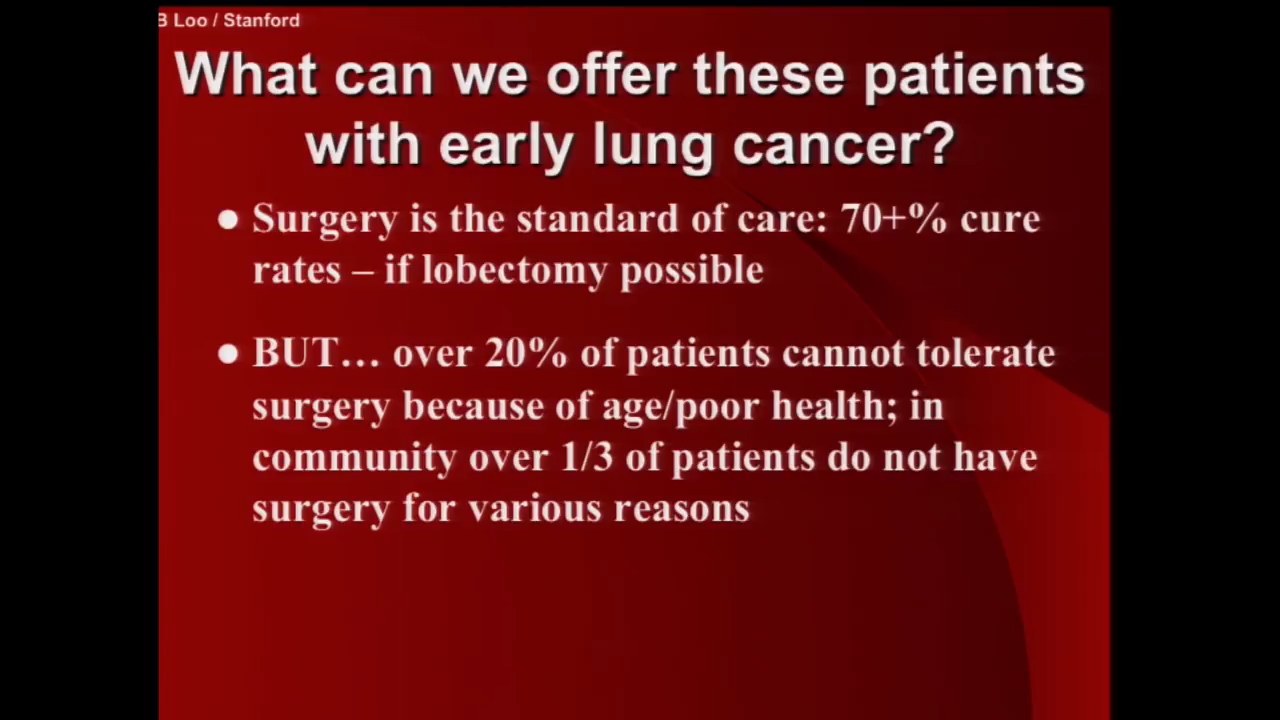 B Loo / Stanford
What can we offer these patients
with early lung cancer?
● Surgery is the standard of care: 70+% cure
rates – if lobectomy possible
● BUT… over 20% of patients cannot tolerate
surgery because of age/poor health; in
community over 1/3 of patients do not have
surgery for various reasons